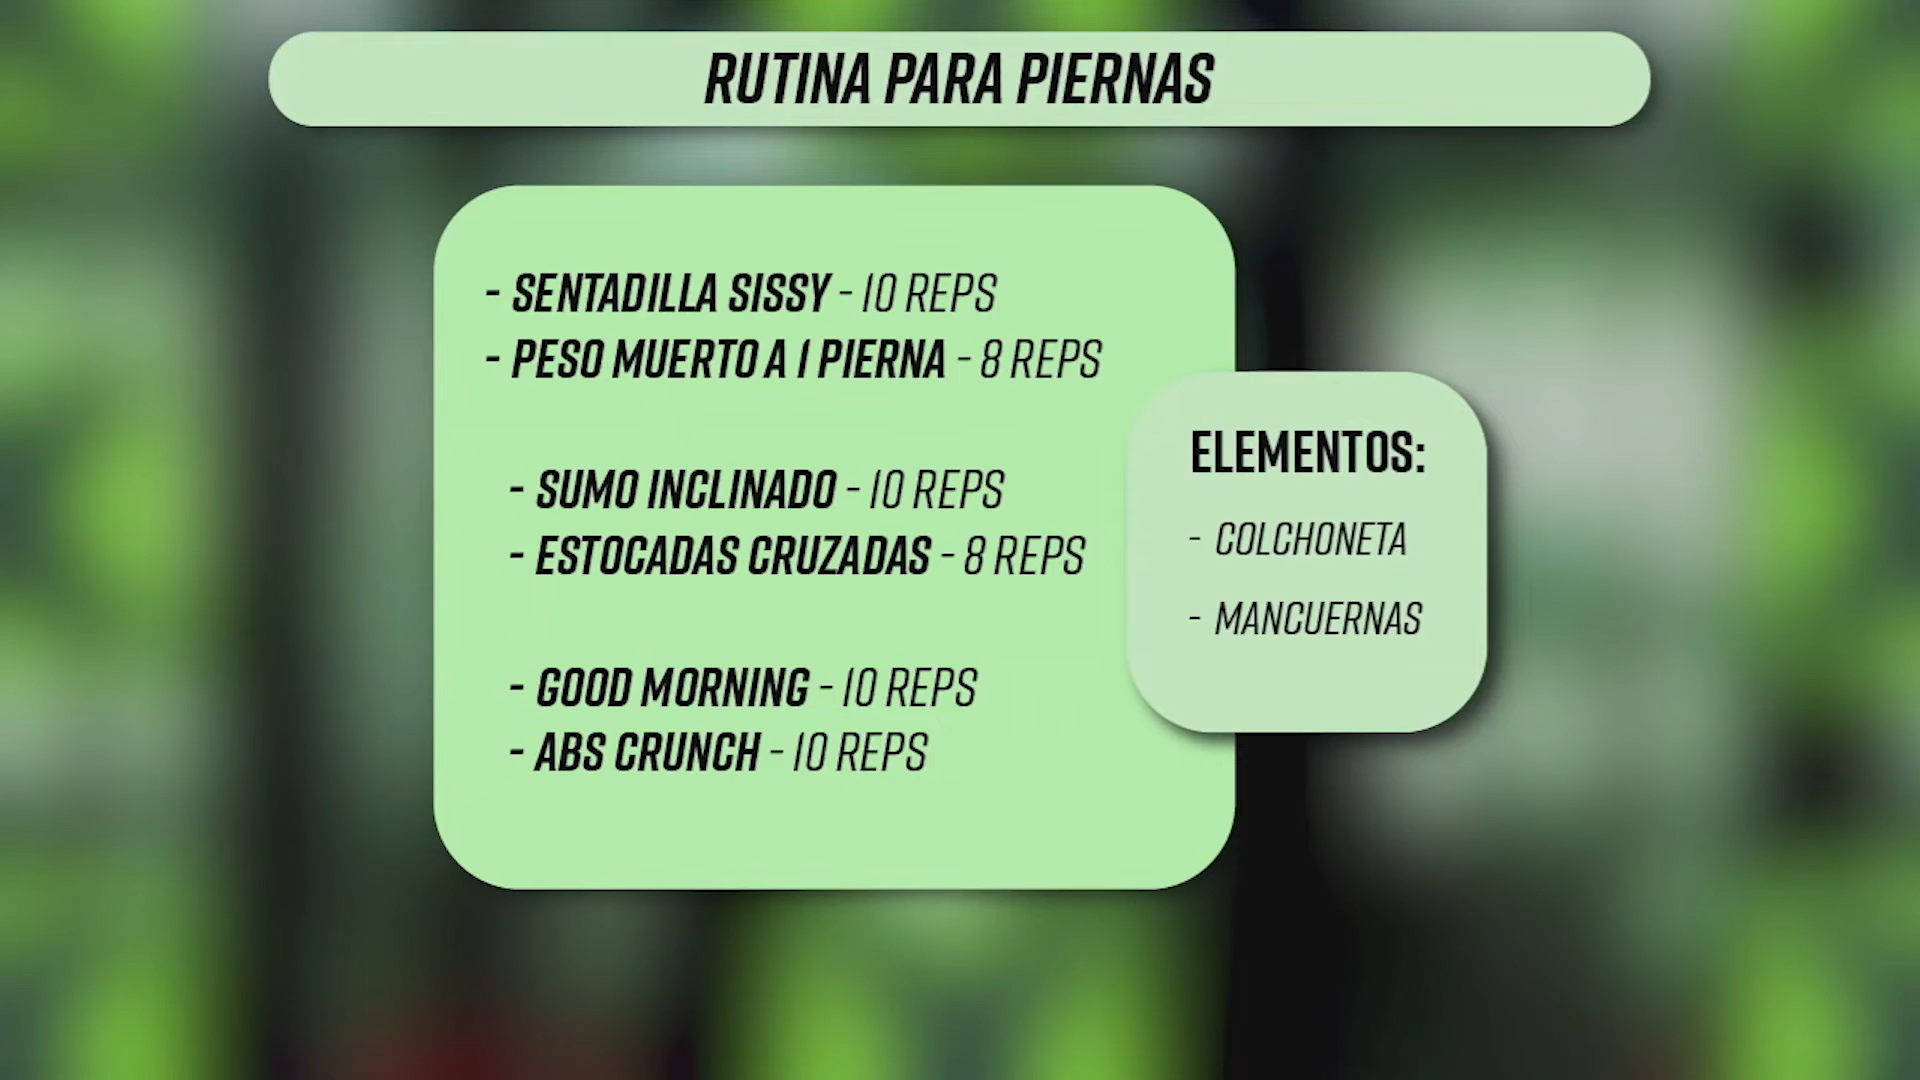 RUTINA PARA PIERNAS
- SENTADILLA SISSY - 10 REPS
- PESO MUERTO A 1 PIERNA - 8 REPS
- SUMO INCLINADO - 10 REPS
- ESTOCADAS CRUZADAS - 8 REPS
- GOOD MORNING - 10 REPS
- ABS CRUNCH - 10 REPS
ELEMENTOS:
- COLCHONETA
- MANCUERNAS